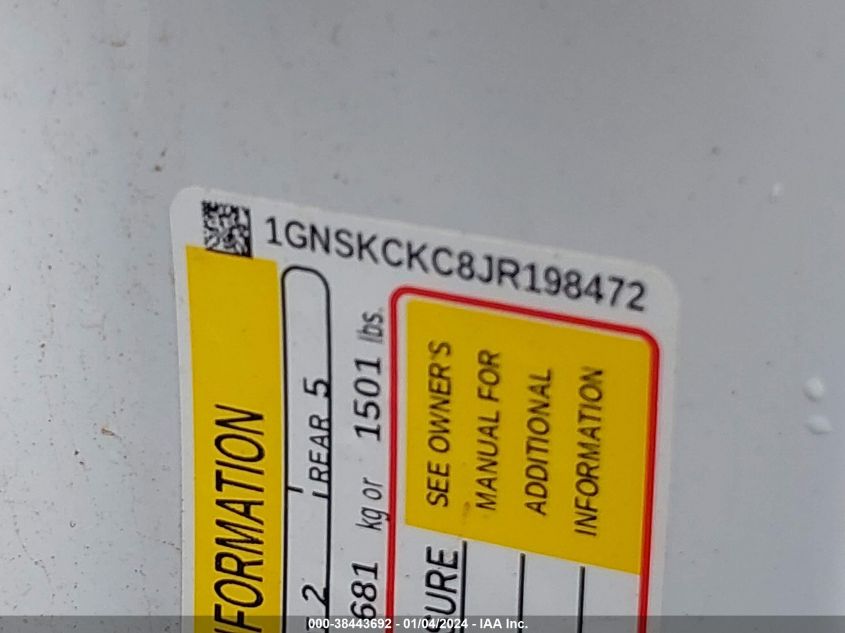 1GNSKCKC8JR198472
FORMATION
2 REAR 5
681 kg or 1501 lbs.
SURE
SEE OWNER'S
MANUAL FOR
ADDITIONAL
INFORMATION
000-38443692 - 01/04/2024 - IAA Inc.